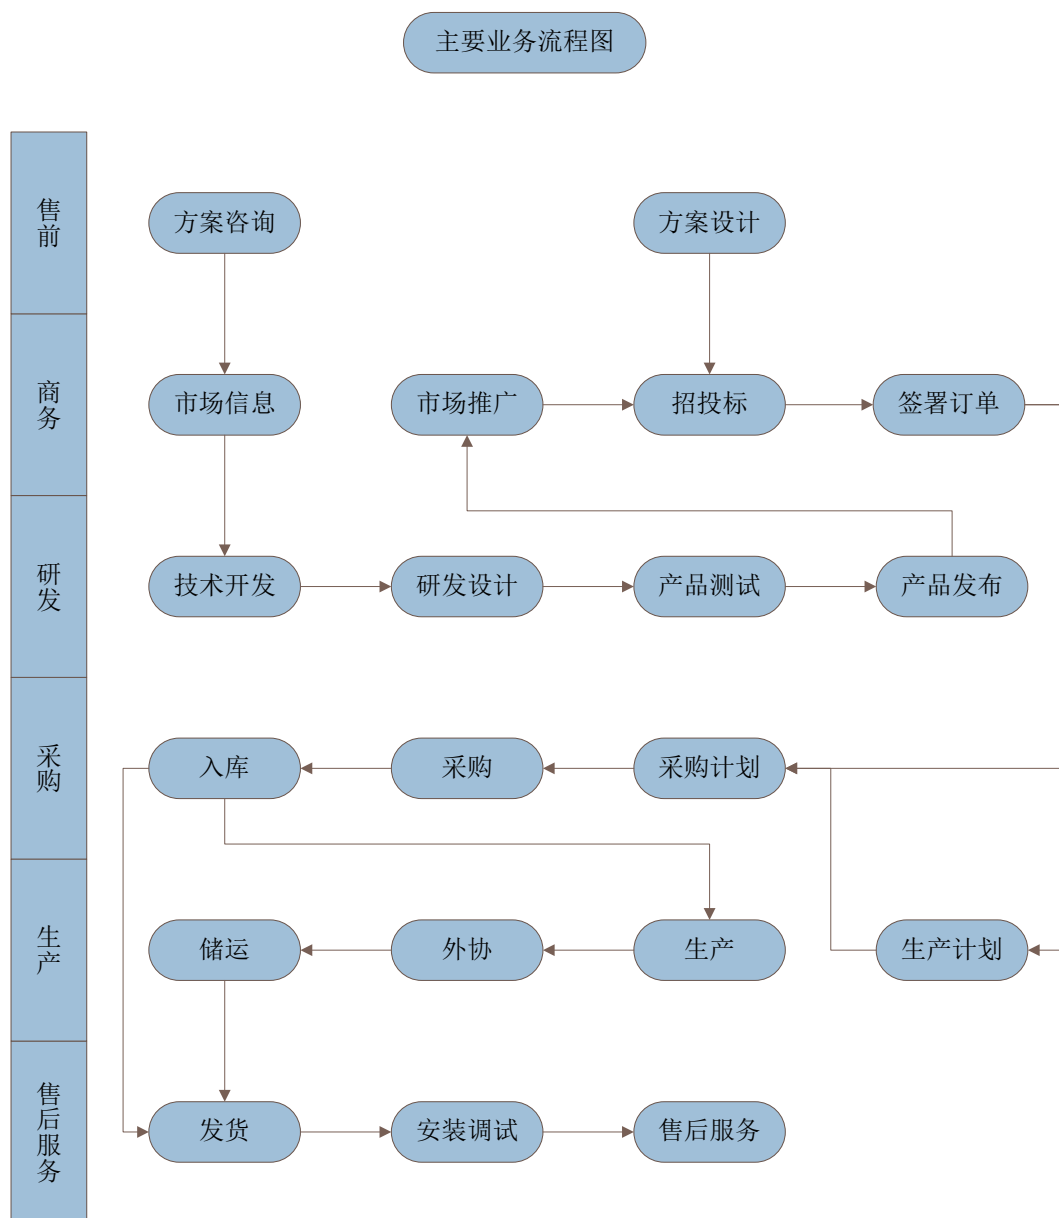 主要业务流程图
售前
方案咨询
方案设计
商务
市场信息
市场推广
招投标
签署订单
研发
技术开发
研发设计
产品测试
产品发布
采购
入库
采购
采购计划
生产
储运
外协
生产
生产计划
售后服务
发货
安装调试
售后服务